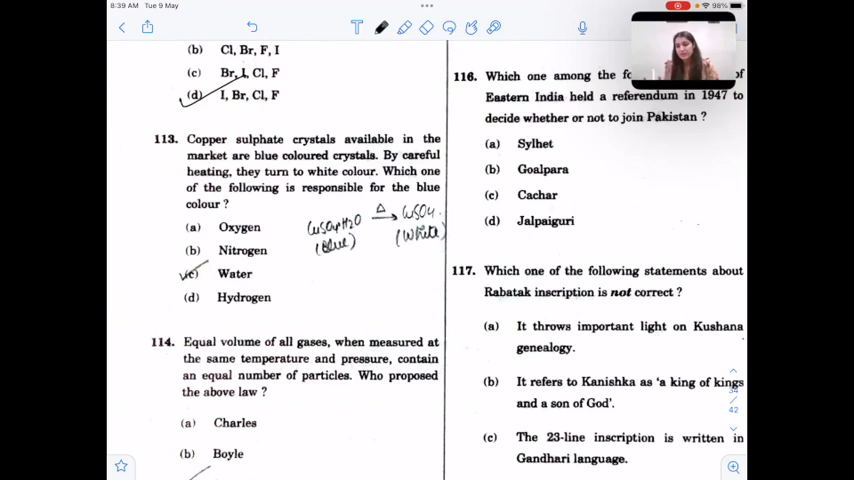 8:39 AM Tue 9 May
98%
(b) Cl, Br, F, I
(c) Br, I, Cl, F
(d) I, Br, Cl, F
113. Copper sulphate crystals available in the
market are blue coloured crystals. By careful
heating, they turn to white colour. Which one
of the following is responsible for the blue
colour ?
(a) Oxygen
(b) Nitrogen
(c) Water
(d) Hydrogen
Δ CuSO4
(Blue) (White)
114. Equal volume of all gases, when measured at
the same temperature and pressure, contain
an equal number of particles. Who proposed
the above law ?
(a) Charles
(b) Boyle
116. Which one among the of
Eastern India held a referendum in 1947 to
decide whether or not to join Pakistan ?
(a) Sylhet
(b) Goalpara
(c) Cachar
(d) Jalpaiguri
117. Which one of the following statements about
Rabatak inscription is not correct ?
(a) It throws important light on Kushana
genealogy.
(b) It refers to Kanishka as 'a king of kings
and a son of God'.
(c) The 23-line inscription is written in
Gandhari language.
34
/
42